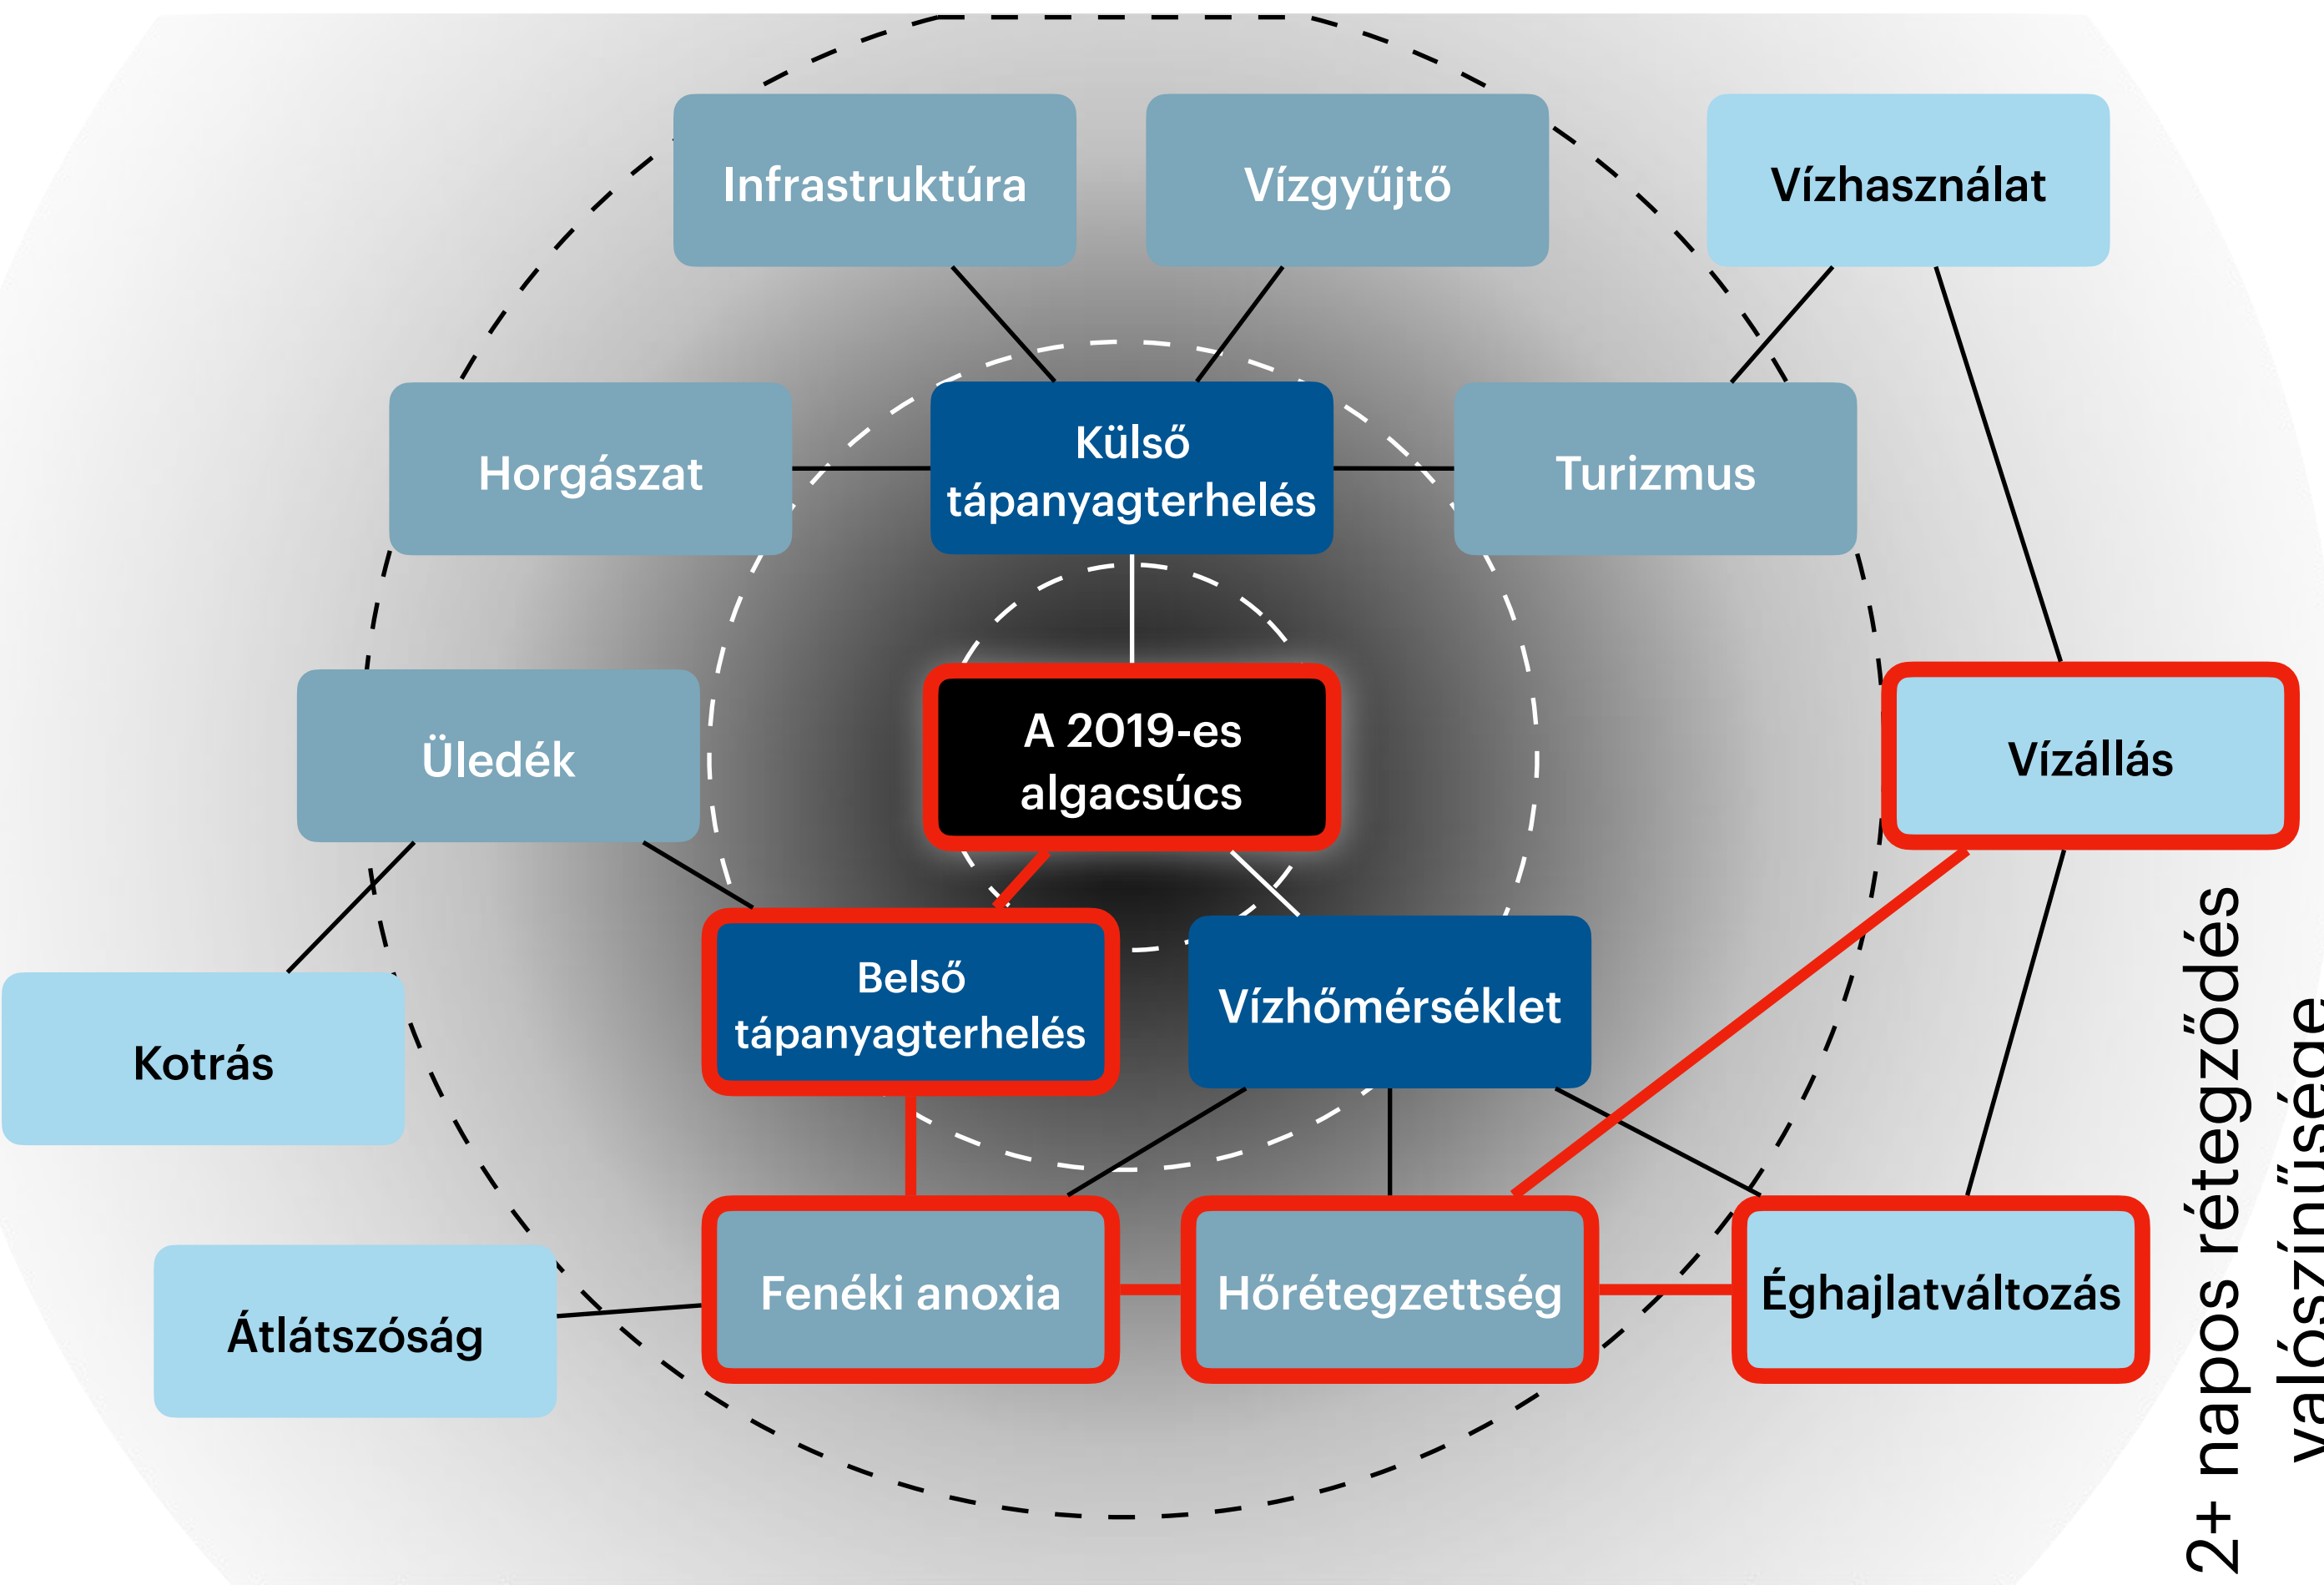 Infrastruktúra
Vízgyűjtő
Vízhasználat
Horgászat
Külső
tápanyagterhelés
Turizmus
Üledék
A 2019-es
algacsúcs
Vízállás
Belső
tápanyagterhelés
Vízhőmérséklet
Kotrás
Átlátszóság
Fenéki anoxia
Hőrétegzettség
Éghajlatváltozás
2+ napos rétegződés
valószínűsége